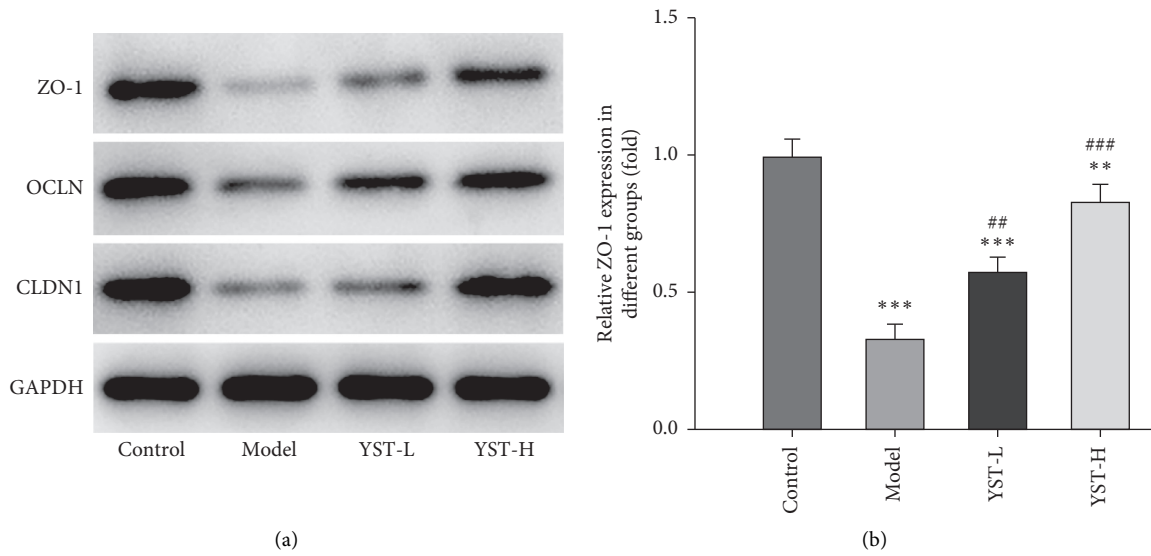 ZO-1
OCLN
CLDN1
GAPDH
Control Model YST-L YST-H
(a)
Relative ZO-1 expression in
different groups (fold)
1.5
1.0
0.5
0.0
***
##
***
###
**
Control
Model
YST-L
YST-H
(b)